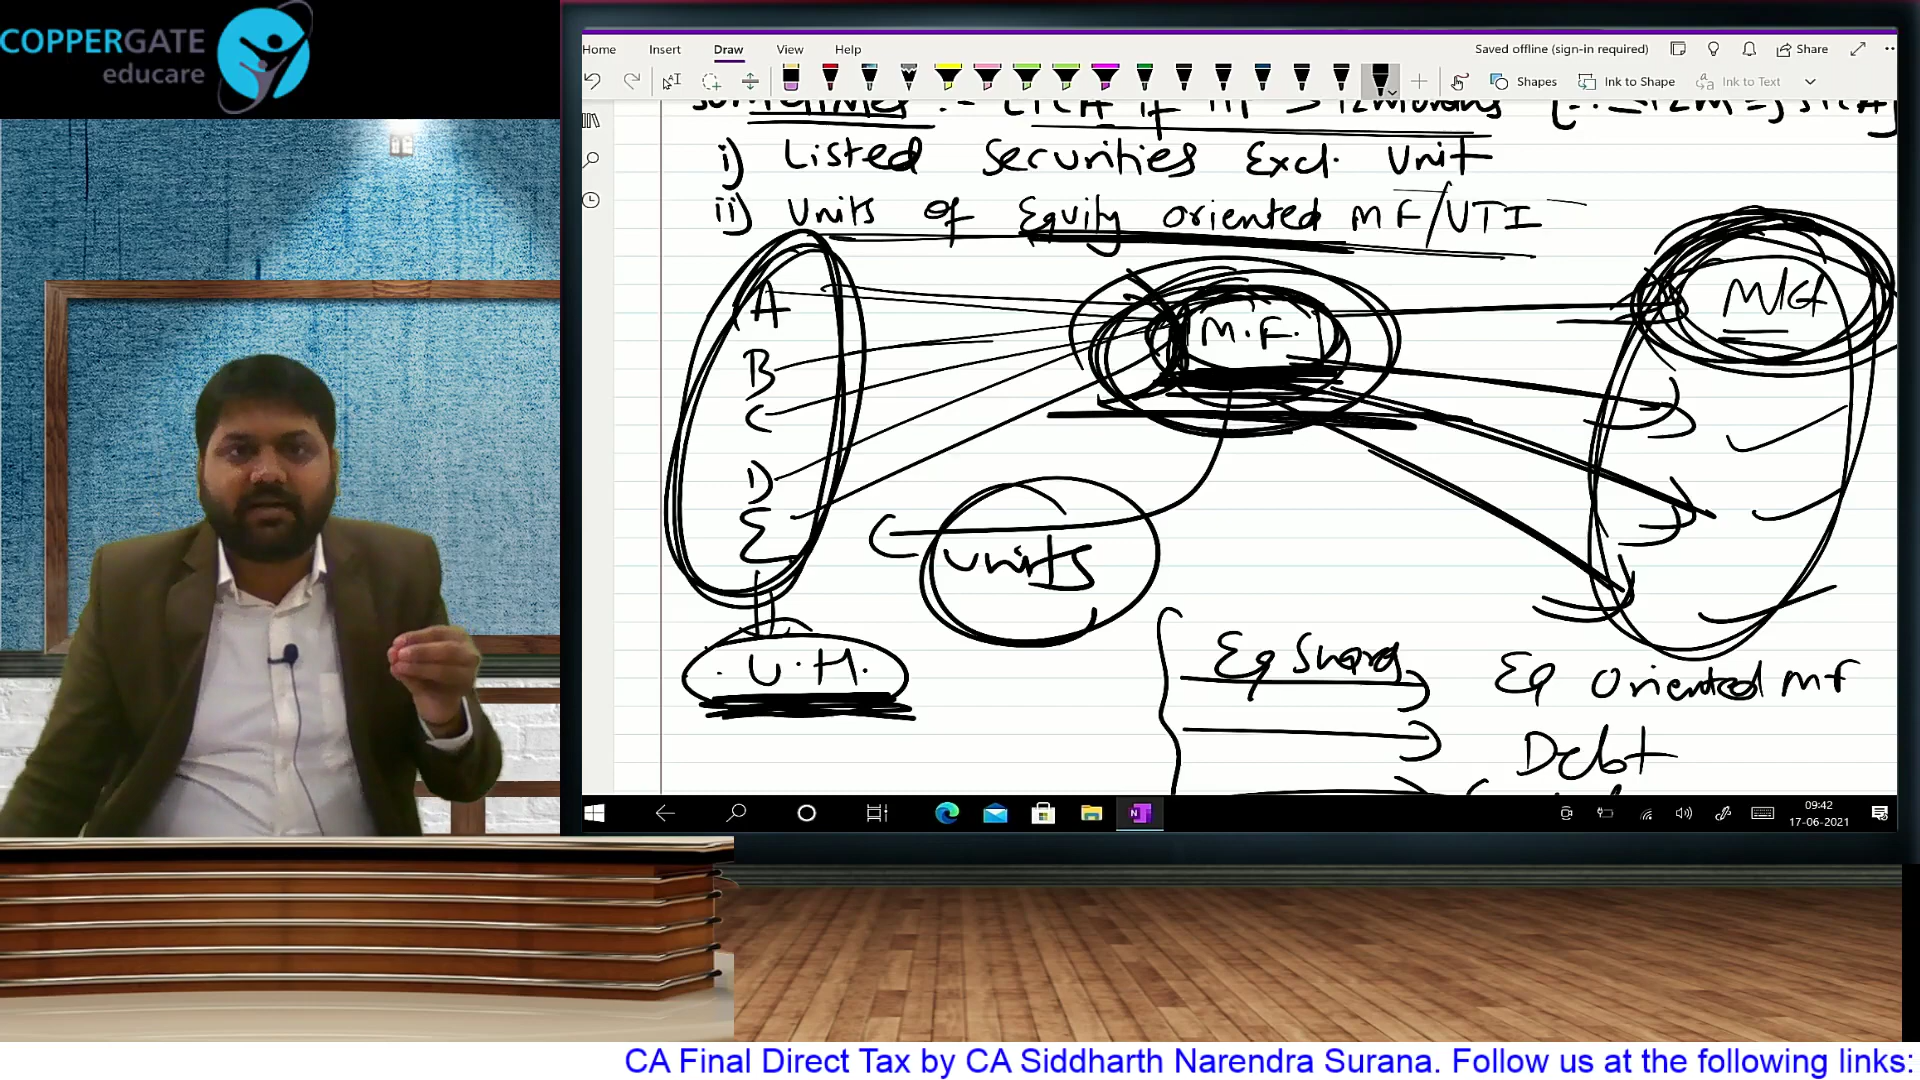 COPPERGATE
educare
Home Insert Draw View Help
Saved offline (sign-in required) Share
Shapes Ink to Shape Ink to Text
i) Listed Securities Excl. Unit
ii) Units of Equity oriented MF/UTI
A
B
C
D
E
M.F.
units
U.H.
Eq
Eq Oriented MF
Debt
09:42
17-06-2021
CA Final Direct Tax by CA Siddharth Narendra Surana. Follow us at the following links: